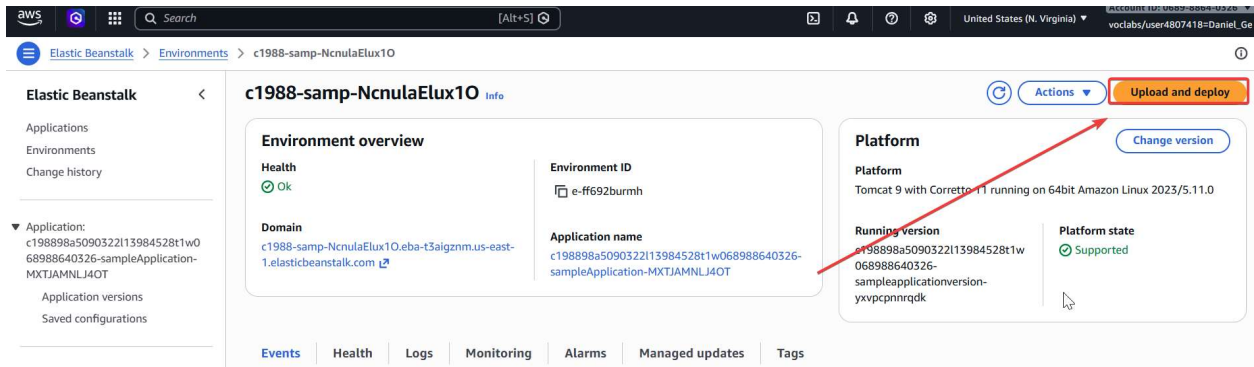 aws
Search
[Alt+S]
United States (N. Virginia)
Account ID: 0689-8864-0326
voclabs/user4807418=Daniel_Ge
Elastic Beanstalk > Environments > c1988-samp-NcnulaElux1O
Elastic Beanstalk
Applications
Environments
Change history
Application:
c198898a5090322l13984528t1w0
68988640326-sampleApplication-
MXTJAMNLJ4OT
Application versions
Saved configurations
c1988-samp-NcnulaElux1O Info
Actions
Upload and deploy
Environment overview
Health
Ok
Environment ID
e-ff692burmh
Domain
c1988-samp-NcnulaElux1O.eba-t3aigznm.us-east-
1.elasticbeanstalk.com
Application name
c198898a5090322l13984528t1w068988640326-
sampleApplication-MXTJAMNLJ4OT
Platform
Change version
Platform
Tomcat 9 with Corretto 11 running on 64bit Amazon Linux 2023/5.11.0
Running version
c198898a5090322l13984528t1w
068988640326-
sampleapplicationversion-
yxvpcpnnrqdk
Platform state
Supported
Events
Health
Logs
Monitoring
Alarms
Managed updates
Tags